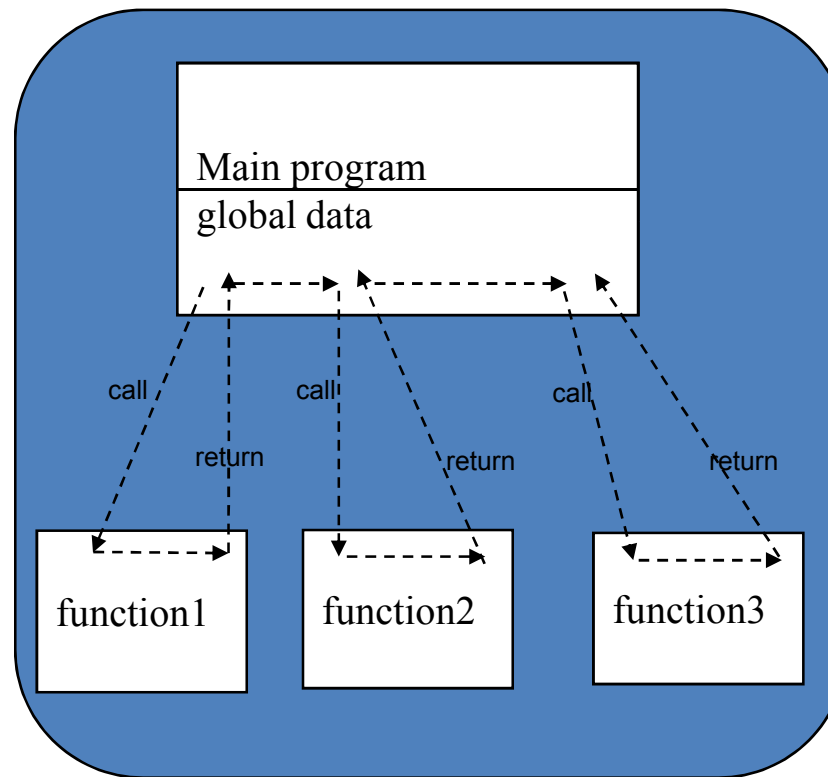 Main program
global data
call
call
call
return
return
return
function1
function2
function3